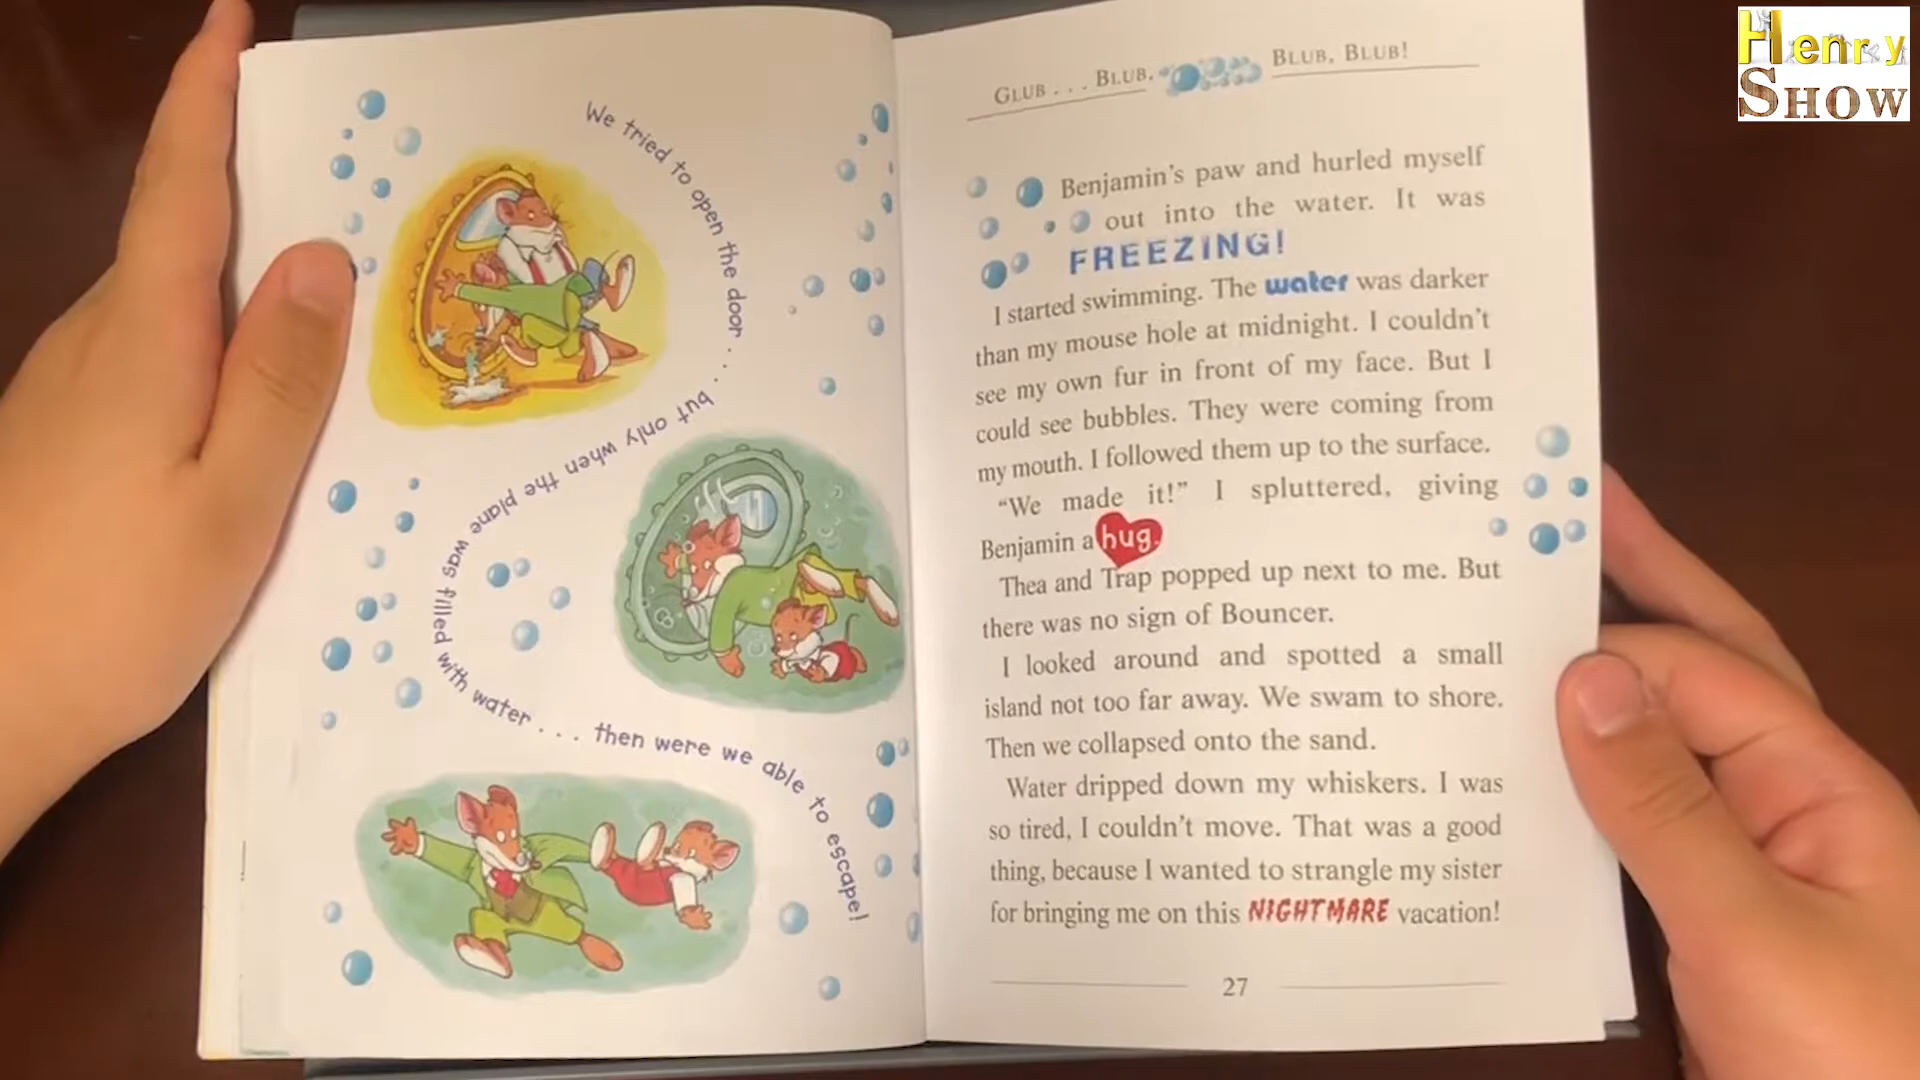 We tried to open the door . . .
but only when the plane was filled with water . . .
then were we able to escape!
GLUB . . . BLUB, BLUB, BLUB!
Benjamin's paw and hurled myself
out into the water. It was
FREEZING!
I started swimming. The water was darker
than my mouse hole at midnight. I couldn't
see my own fur in front of my face. But I
could see bubbles. They were coming from
my mouth. I followed them up to the surface.
“We made it!” I spluttered, giving
Benjamin a hug.
Thea and Trap popped up next to me. But
there was no sign of Bouncer.
I looked around and spotted a small
island not too far away. We swam to shore.
Then we collapsed onto the sand.
Water dripped down my whiskers. I was
so tired, I couldn't move. That was a good
thing, because I wanted to strangle my sister
for bringing me on this NIGHTMARE vacation!
27
Henry
SHOW